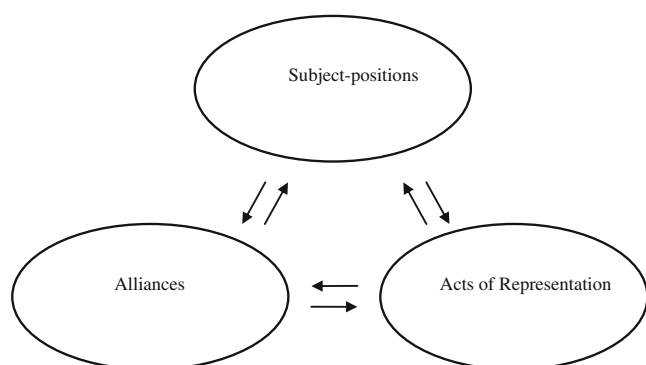 Subject-positions
Alliances
Acts of Representation